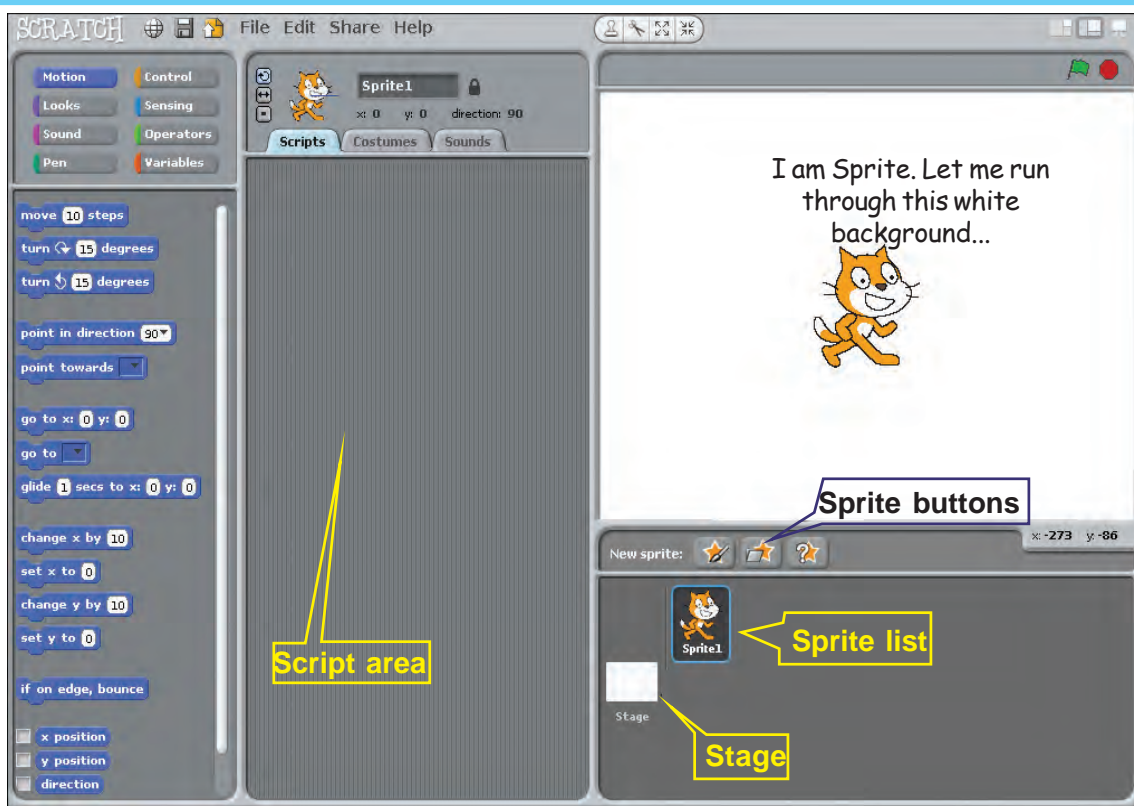 SCRATCH File Edit Share Help
Motion Control
Looks Sensing
Sound Operators
Pen Variables
move 10 steps
turn 15 degrees
turn 15 degrees
point in direction 90
point towards
go to x: 0 y: 0
go to
glide 1 secs to x: 0 y: 0
change x by 10
set x to 0
change y by 10
set y to 0
if on edge, bounce
x position
y position
direction
Sprite1
x: 0 y: 0 direction: 90
Scripts Costumes Sounds
Script area
I am Sprite. Let me run
through this white
background...
Sprite buttons
x: -273 y: -86
New sprite:
Sprite1
Sprite list
Stage
Stage